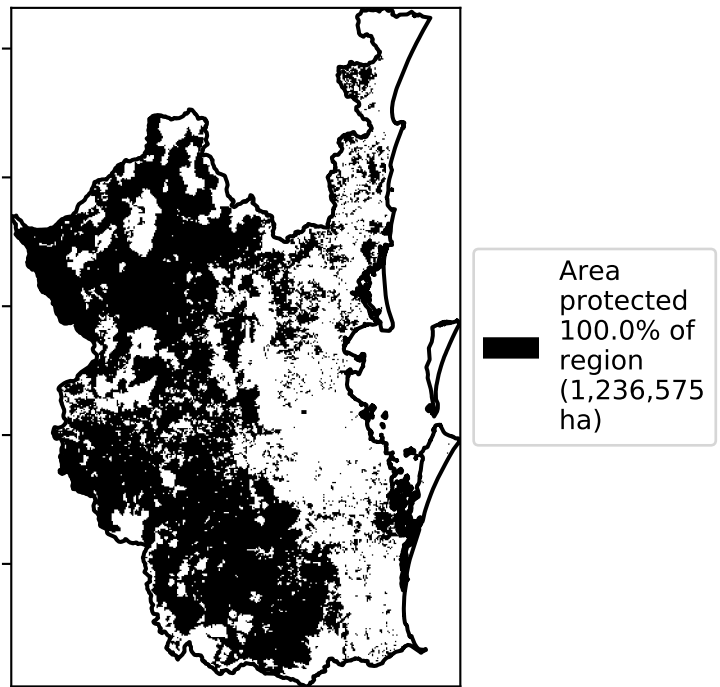 Area
protected
100.0% of
region
(1,236,575
ha)